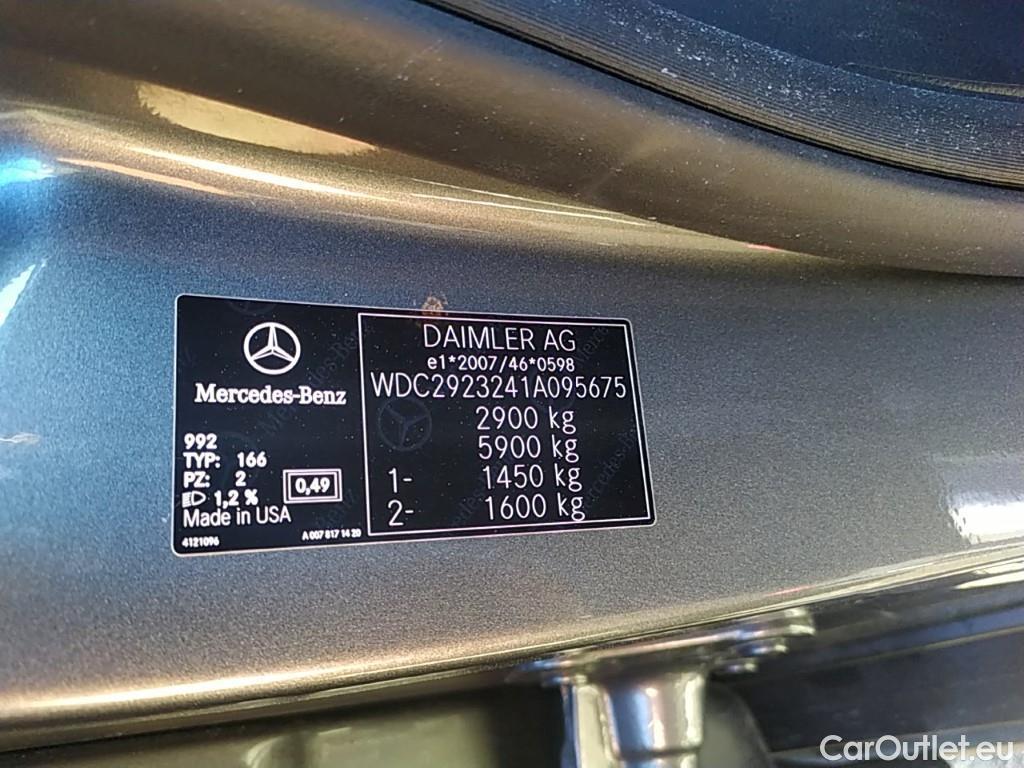 Mercedes-Benz
992
TYP: 166
PZ: 2
1,2 %
0,49
Made in USA
4121096
A 007 817 14 20
DAIMLER AG
e1*2007/46*0598
WDC2923241A095675
2900 kg
5900 kg
1- 1450 kg
2- 1600 kg
CarOutlet.eu